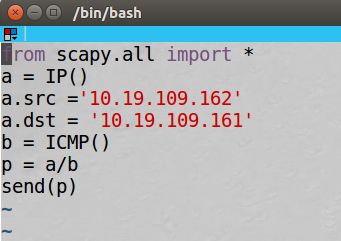 /bin/bash
from scapy.all import *
a = IP()
a.src ='10.19.109.162'
a.dst = '10.19.109.161'
b = ICMP()
p = a/b
send(p)
~
~